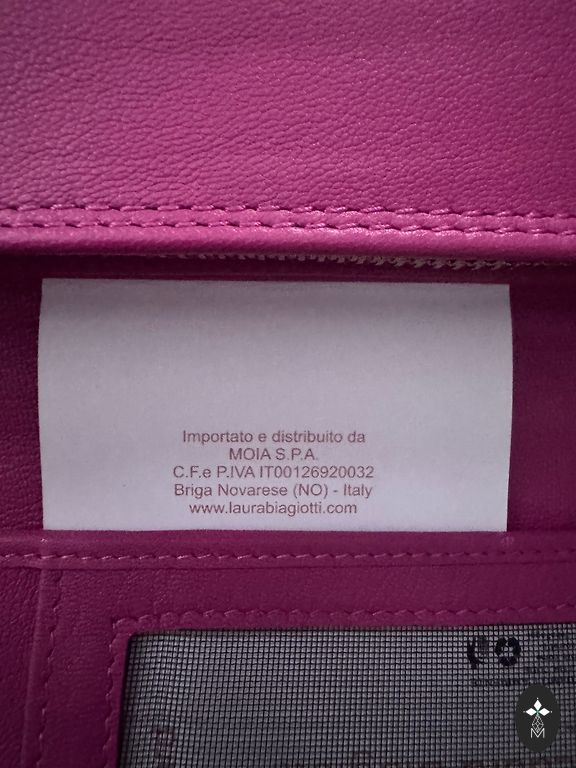 Importato e distribuito da
MOIA S.P.A.
C.F.e P.IVA IT00126920032
Briga Novarese (NO) - Italy
www.laurabiagiotti.com
M